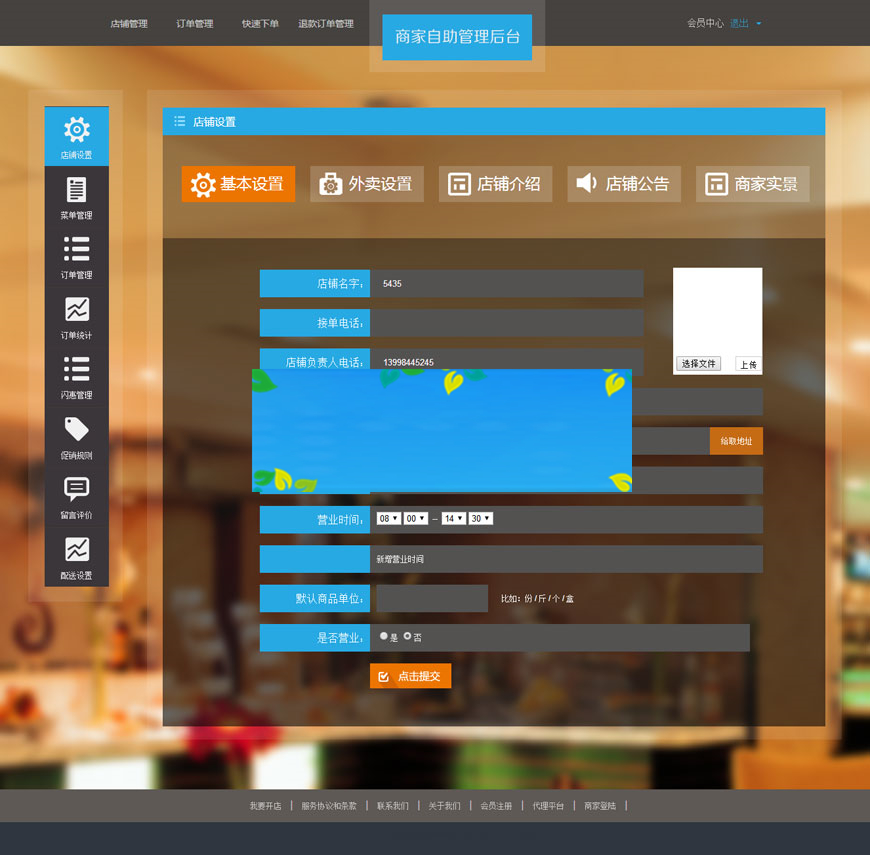 店铺管理 订单管理 快速下单 退款订单管理 商家自助管理后台 会员中心 退出
店铺设置
菜单管理
订单管理
订单统计
闪惠管理
促销规则
留言评价
配送设置
店铺设置
基本设置 外卖设置 店铺介绍 店铺公告 商家实景
店铺名字： 5435
接单电话：
店铺负责人电话： 13998445245
选择文件 上传
给取地址
营业时间： 08 00 – 14 30
新增营业时间
默认商品单位： 比如：份/斤/个/盒
是否营业： 是 否
点击提交
我要开店 | 服务协议和条款 | 联系我们 | 关于我们 | 会员注册 | 代理平台 | 商家登陆 |